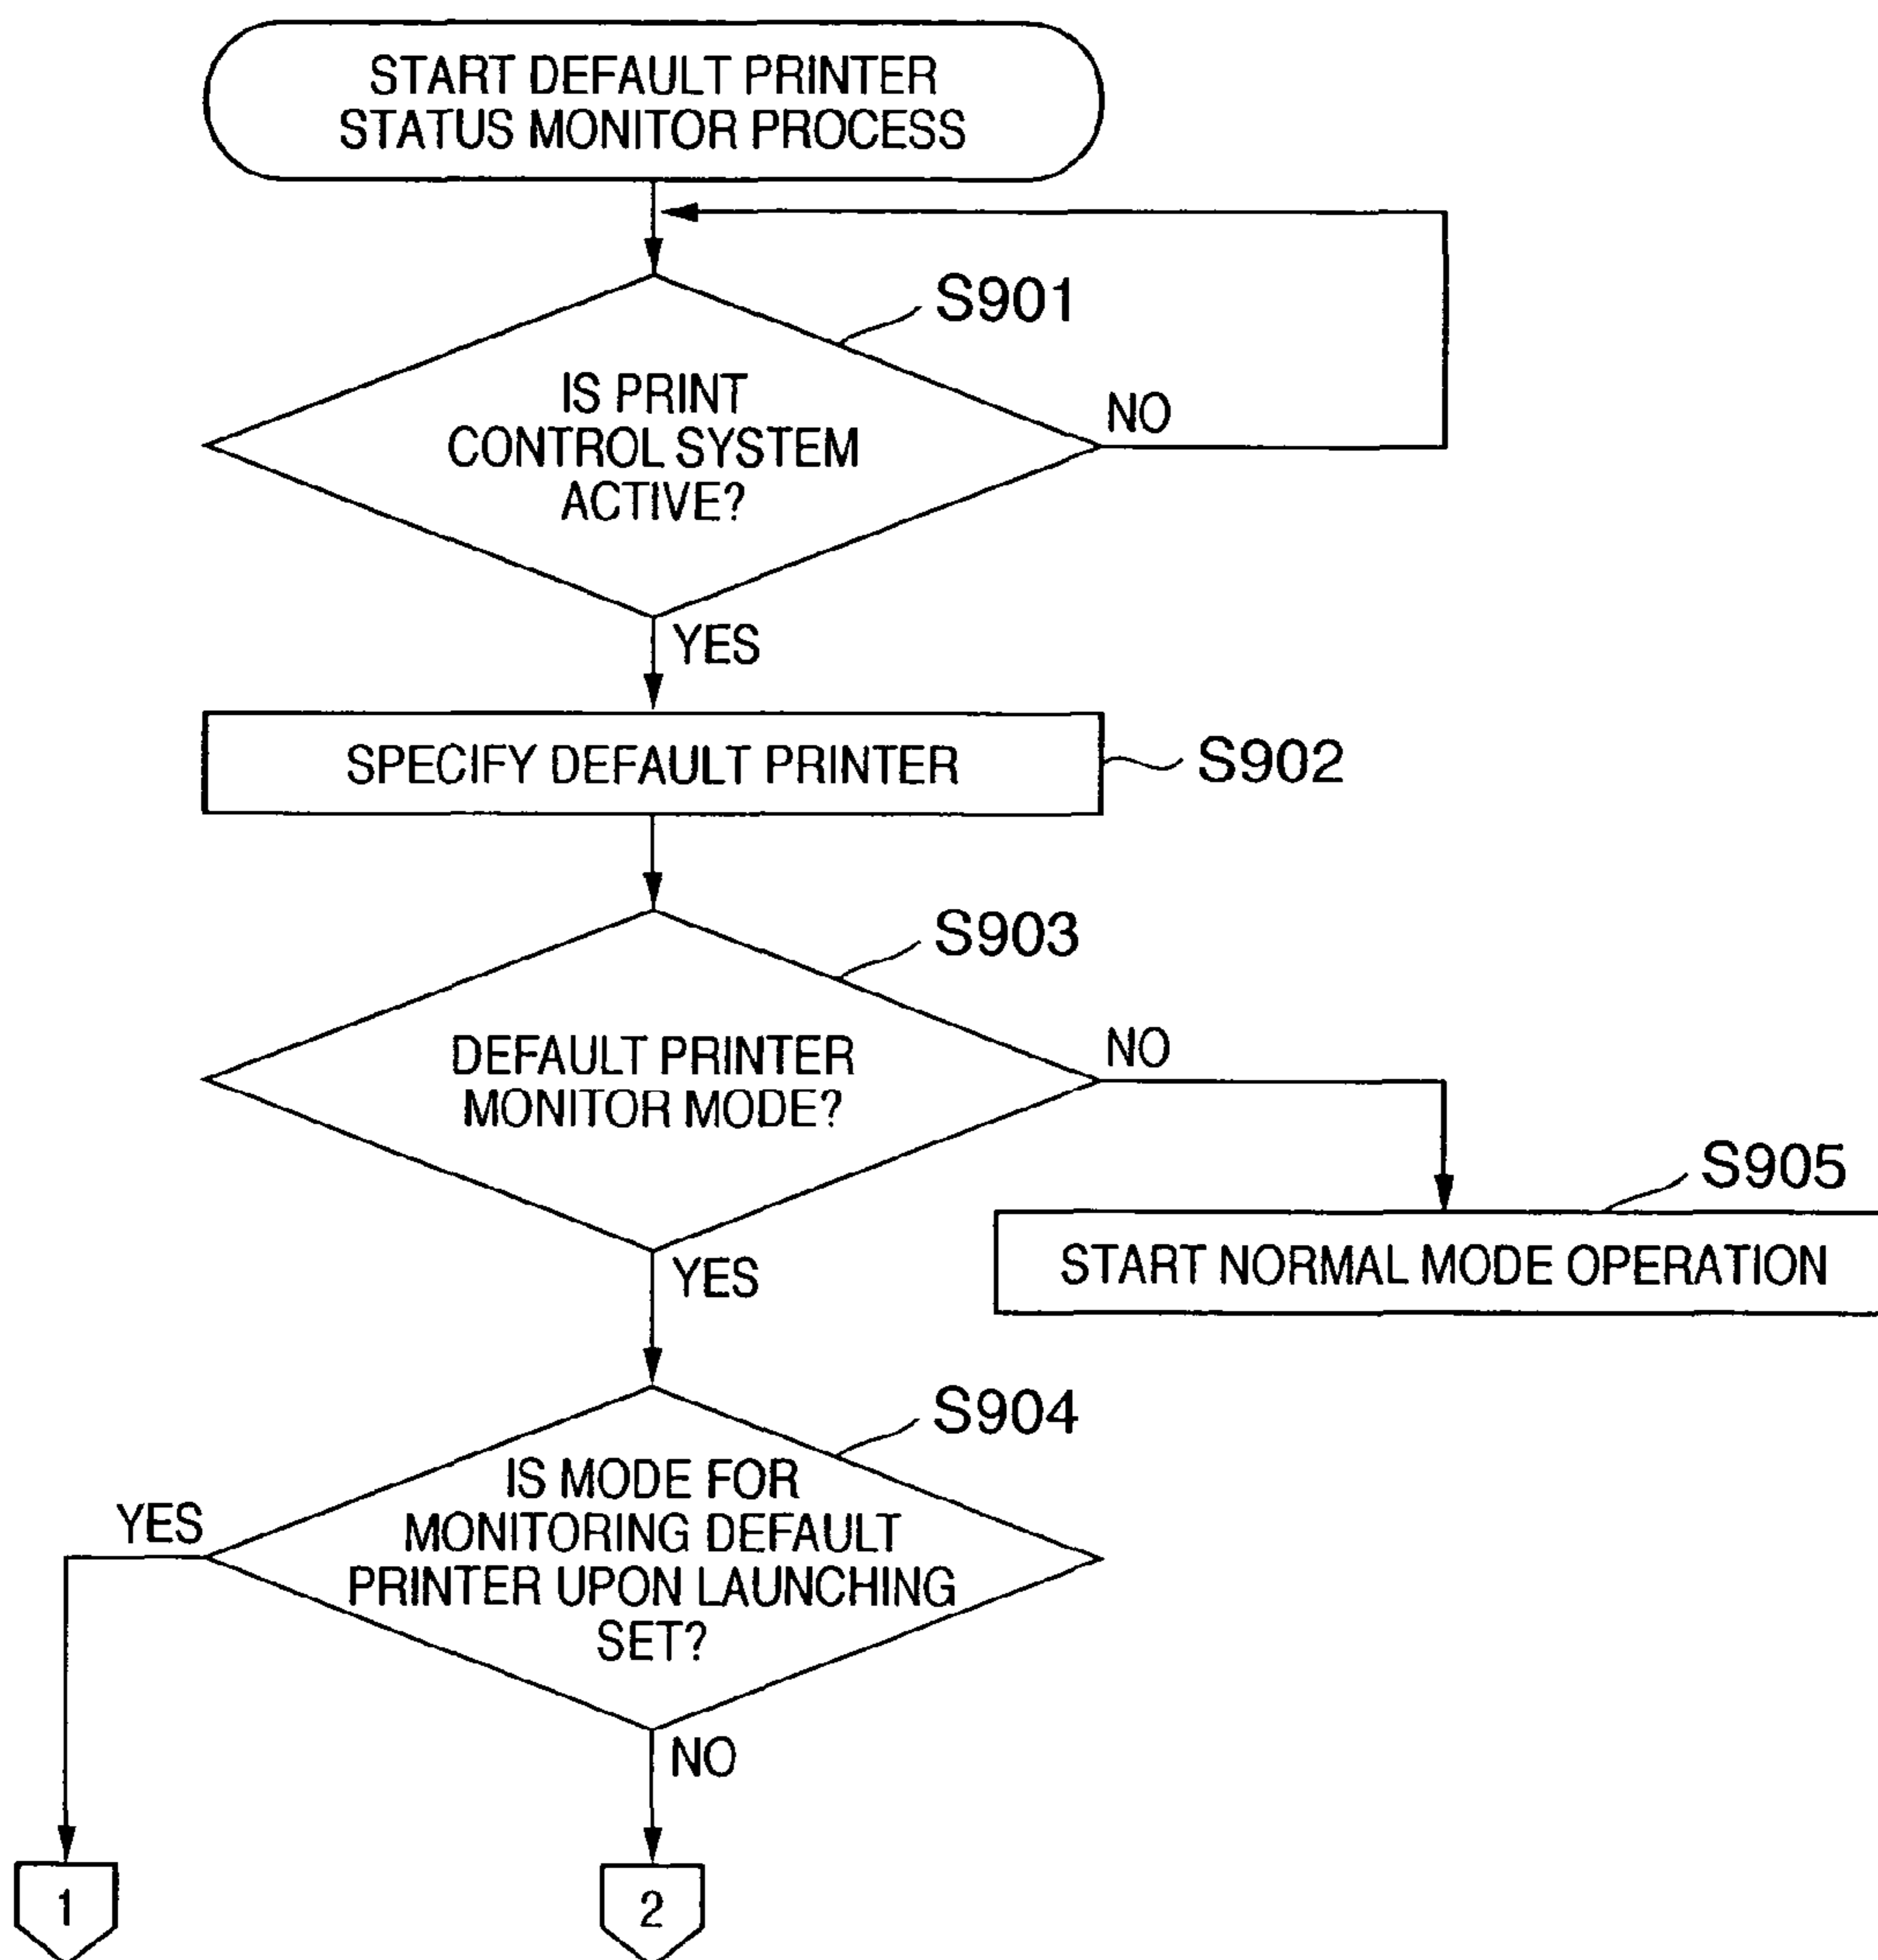 START DEFAULT PRINTER
STATUS MONITOR PROCESS
S901
IS PRINT
CONTROL SYSTEM
ACTIVE?
NO
YES
SPECIFY DEFAULT PRINTER
S902
S903
DEFAULT PRINTER
MONITOR MODE?
NO
YES
S905
START NORMAL MODE OPERATION
S904
IS MODE FOR
MONITORING DEFAULT
PRINTER UPON LAUNCHING
SET?
YES
NO
1
2